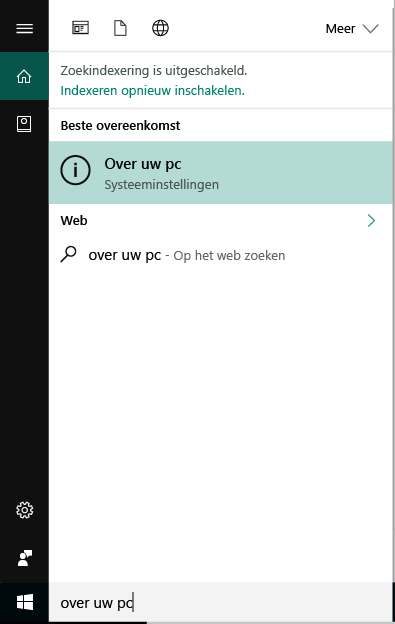 Meer
Zoekindexering is uitgeschakeld.
Indexeren opnieuw inschakelen.
Beste overeenkomst
Over uw pc
Systeeminstellingen
Web
over uw pc - Op het web zoeken
over uw pc